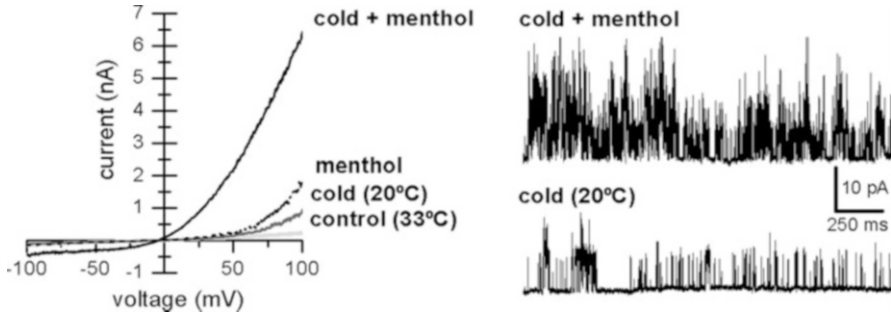 cold + menthol
7
6
5
4
3
2
1
-1
current (nA)
menthol
cold (20ºC)
control (33ºC)
-100
-50
50
100
voltage (mV)
cold + menthol
10 pA
250 ms
cold (20ºC)